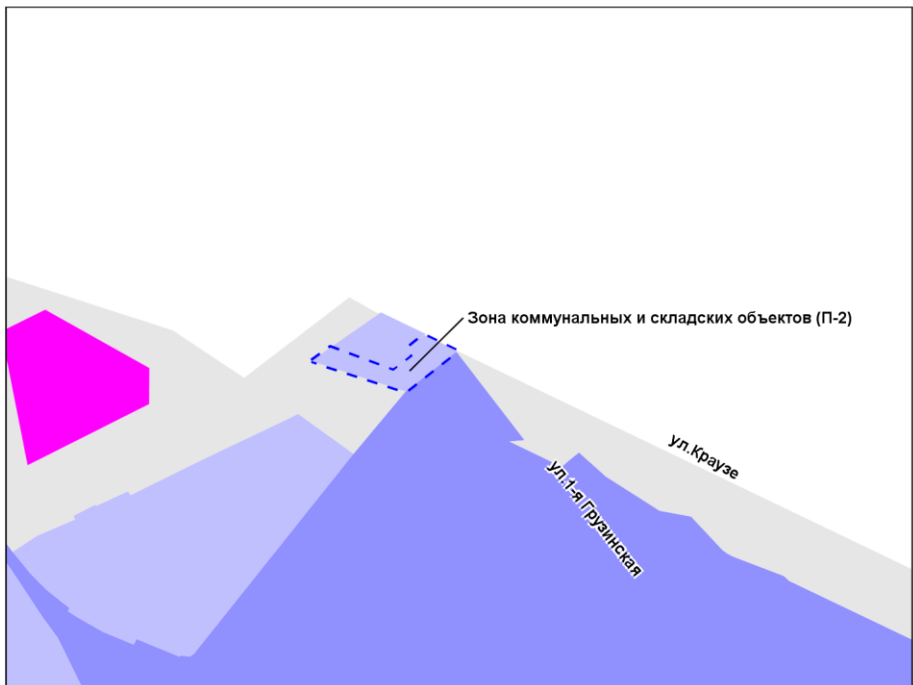 Зона коммунальных и складских объектов (П-2)
ул.Краузе
ул.1-я Грузинская